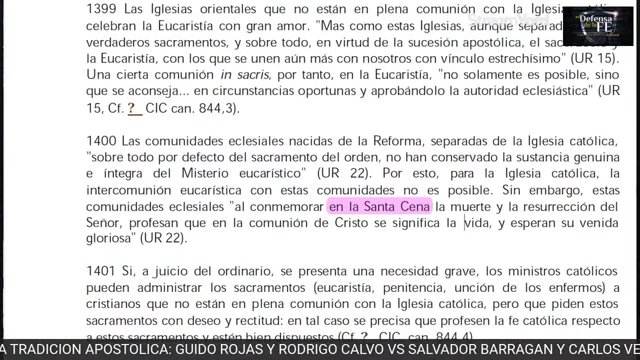 1399 Las Iglesias orientales que no están en plena comunión con la Iglesia
celebran la Eucaristía con gran amor. "Mas como estas Iglesias, aunque
verdaderos sacramentos, y sobre todo, en virtud de la sucesión apostólica, el
la Eucaristía, con los que se unen aún más con nosotros con vínculo estrechísimo" (UR 15).
Una cierta comunión in sacris, por tanto, en la Eucaristía, "no solamente es posible, sino
que se aconseja... en circunstancias oportunas y aprobándolo la autoridad eclesiástica" (UR
15, Cf. ? CIC can. 844,3).
1400 Las comunidades eclesiales nacidas de la Reforma, separadas de la Iglesia católica,
"sobre todo por defecto del sacramento del orden, no han conservado la sustancia genuina
e íntegra del Misterio eucarístico" (UR 22). Por esto, para la Iglesia católica, la
intercomunión eucarística con estas comunidades no es posible. Sin embargo, estas
comunidades eclesiales "al conmemorar en la Santa Cena la muerte y la resurrección del
Señor, profesan que en la comunión de Cristo se significa la vida, y esperan su venida
gloriosa" (UR 22).
1401 Si, a juicio del ordinario, se presenta una necesidad grave, los ministros católicos
pueden administrar los sacramentos (eucaristía, penitencia, unción de los enfermos) a
cristianos que no están en plena comunión con la Iglesia católica, pero que piden estos
sacramentos con deseo y rectitud: en tal caso se precisa que profesen la fe católica respecto
a estos sacramentos y estén bien dispuestos (Cf. ? CIC, can. 844,4).
Defensa
FE
A TRADICION APOSTOLICA: GUIDO ROJAS Y RODRIGO CALVO VS SALVADOR BARRAGAN Y CARLOS VE